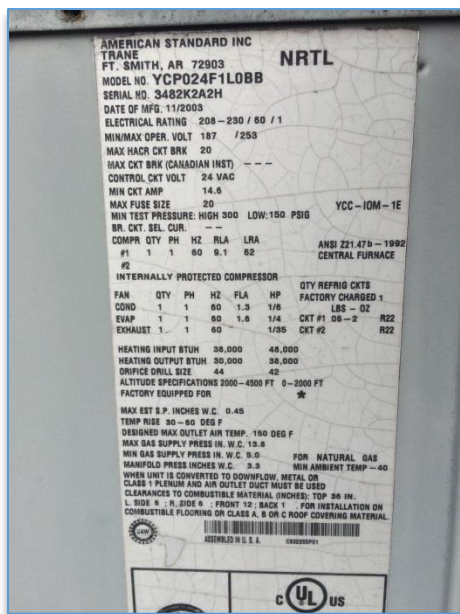 AMERICAN STANDARD INC
TRANE NRTL
FT. SMITH, AR 72903
MODEL NO. YCP024F1L0BB
SERIAL NO. 3482K2A2H
DATE OF MFG. 11/2003
ELECTRICAL RATING 208-230 / 60 / 1
MIN/MAX OPER. VOLT 187 / 253
MAX HACR CKT BRK 20
MAX CKT BRK (CANADIAN INST) ---
CONTROL CKT VOLT 24 VAC
MIN CKT AMP 14.6
MAX FUSE SIZE 20 YCC-IOM-1E
MIN TEST PRESSURE: HIGH 300 LOW: 150 PSIG
BR. CKT. SEL. CUR. ---
COMPR QTY PH HZ RLA LRA ANSI Z21.47b-1992
#1 1 1 60 9.1 62 CENTRAL FURNACE
#2
INTERNALLY PROTECTED COMPRESSOR
QTY REFRIG CKTS
FAN QTY PH HZ FLA HP FACTORY CHARGED 1
LBS - OZ
COND 1 1 60 1.3 1/6
EVAP 1 1 60 1.6 1/4 CKT #1 06-2 R22
EXHAUST 1 1 60 1/35 CKT #2 R22
HEATING INPUT BTUH 38,000 48,000
HEATING OUTPUT BTUH 30,000 38,000
ORIFICE DRILL SIZE 44 42
ALTITUDE SPECIFICATIONS 2000-4500 FT 0-2000 FT
FACTORY EQUIPPED FOR *
MAX EST S.P. INCHES W.C. 0.45
TEMP RISE 30-60 DEG F
DESIGNED MAX OUTLET AIR TEMP. 150 DEG F
MAX GAS SUPPLY PRESS IN. W.C. 13.8
MIN GAS SUPPLY PRESS IN. W.C. 5.0 FOR NATURAL GAS
MANIFOLD PRESS INCHES W.C. 3.3 MIN AMBIENT TEMP -40
WHEN UNIT IS CONVERTED TO DOWNFLOW, METAL OR
CLASS 1 PLENUM AND AIR OUTLET DUCT MUST BE USED
CLEARANCES TO COMBUSTIBLE MATERIAL (INCHES): TOP 36 IN.
L. SIDE 6 ; R. SIDE 6 ; FRONT 12 ; BACK 1 . FOR INSTALLATION ON
COMBUSTIBLE FLOORING OR CLASS A, B OR C ROOF COVERING MATERIAL.
UAW
ASSEMBLED IN U. S. A.
C UL US